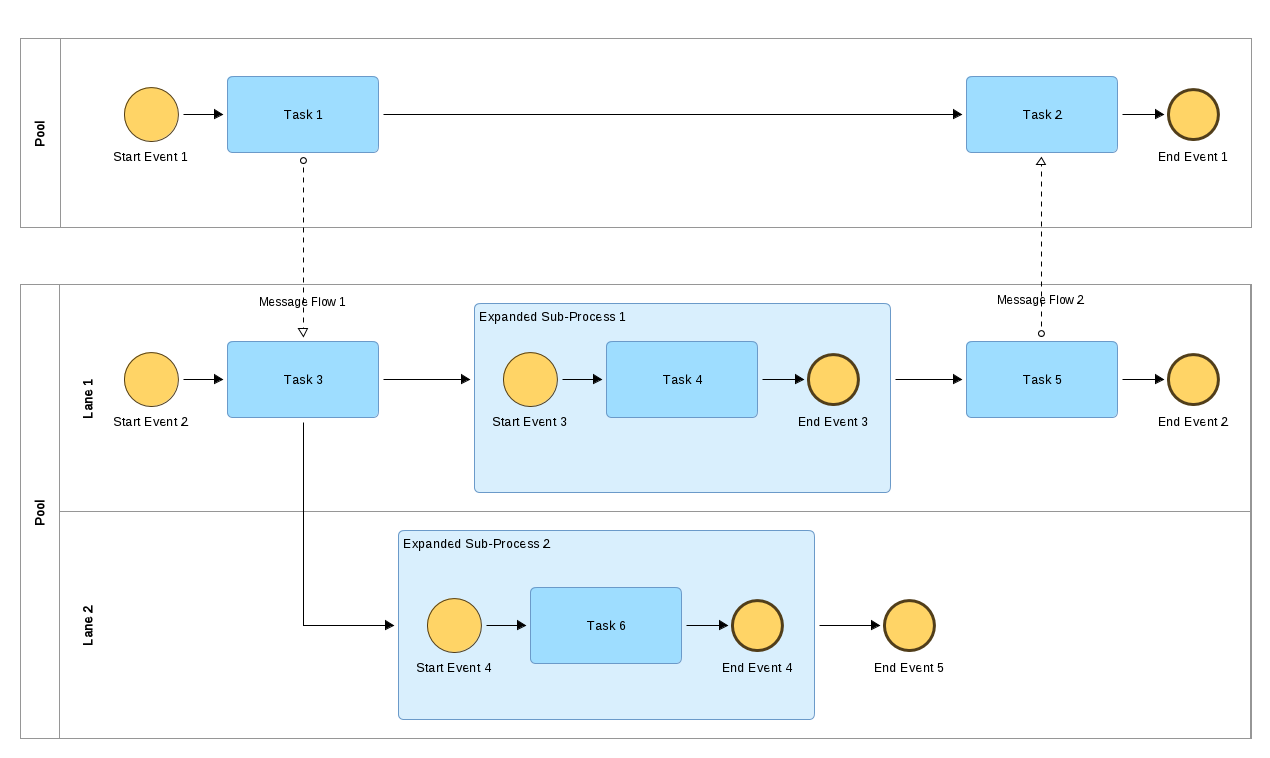 Pool
Task 1
Task 2
Start Event 1
End Event 1
Message Flow 1
Message Flow 2
Pool
Lane 1
Expanded Sub-Process 1
Task 3
Task 4
Task 5
Start Event 2
Start Event 3
End Event 3
End Event 2
Lane 2
Expanded Sub-Process 2
Task 6
Start Event 4
End Event 4
End Event 5